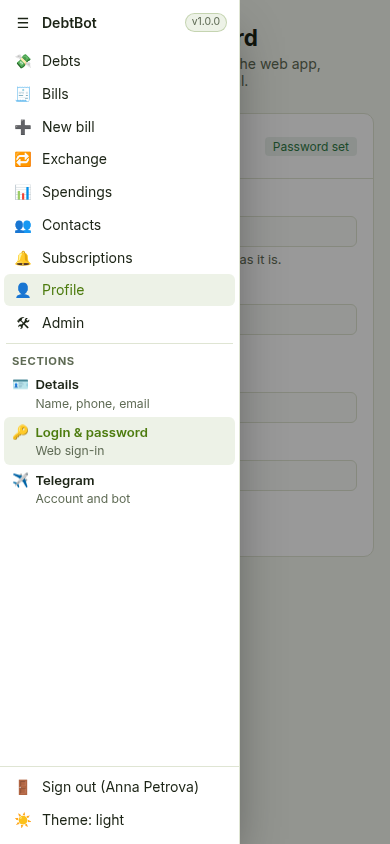 DebtBot
v1.0.0
Debts
Bills
New bill
Exchange
Spendings
Contacts
Subscriptions
Profile
Admin
SECTIONS
Details
Name, phone, email
Login & password
Web sign-in
Telegram
Account and bot
Sign out (Anna Petrova)
Theme: light
the web app,
Password set
as it is.